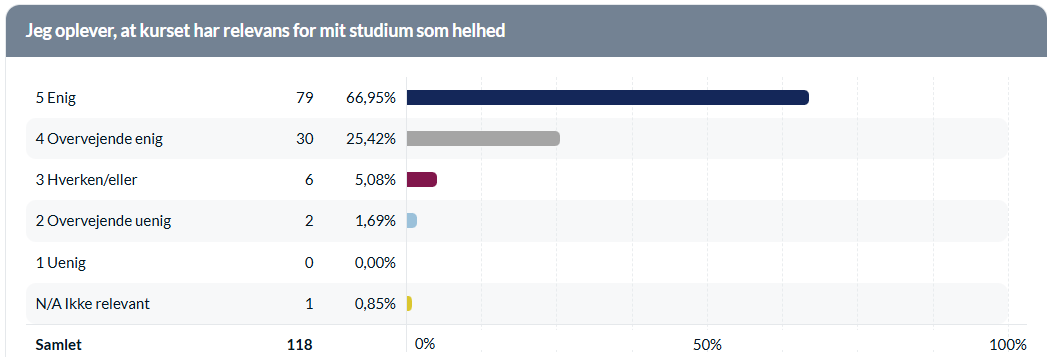 Jeg oplever, at kurset har relevans for mit studium som helhed
5 Enig 79 66,95%
4 Overvejende enig 30 25,42%
3 Hverken/eller 6 5,08%
2 Overvejende uenig 2 1,69%
1 Uenig 0 0,00%
N/A Ikke relevant 1 0,85%
Samlet 118 0% 50% 100%